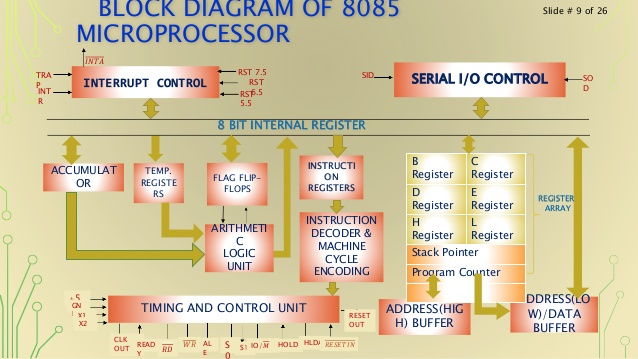 BLOCK DIAGRAM OF 8085
MICROPROCESSOR
Slide # 9 of 26
INTA
TRA
P
INT
R
INTERRUPT CONTROL
RST 7.5
RST
6.5
RST
5.5
SID
SERIAL I/O CONTROL
SO
D
8 BIT INTERNAL REGISTER
ACCUMULAT
OR
TEMP.
REGISTE
RS
FLAG FLIP-
FLOPS
INSTRUCTI
ON
REGISTERS
ARITHMETI
C
LOGIC
UNIT
INSTRUCTION
DECODER &
MACHINE
CYCLE
ENCODING
B
Register
C
Register
D
Register
E
Register
H
Register
L
Register
Stack Pointer
Program Counter
REGISTER
ARRAY
ADDRESS(HIG
H) BUFFER
DDRESS(LO
W)/DATA
BUFFER
+5
GN
X1
X2
TIMING AND CONTROL UNIT
RESET
OUT
CLK
OUT
READ
Y
RD
WR
AL
E
S
0
S1
IO/M
HOLD
HLDA
RESET IN